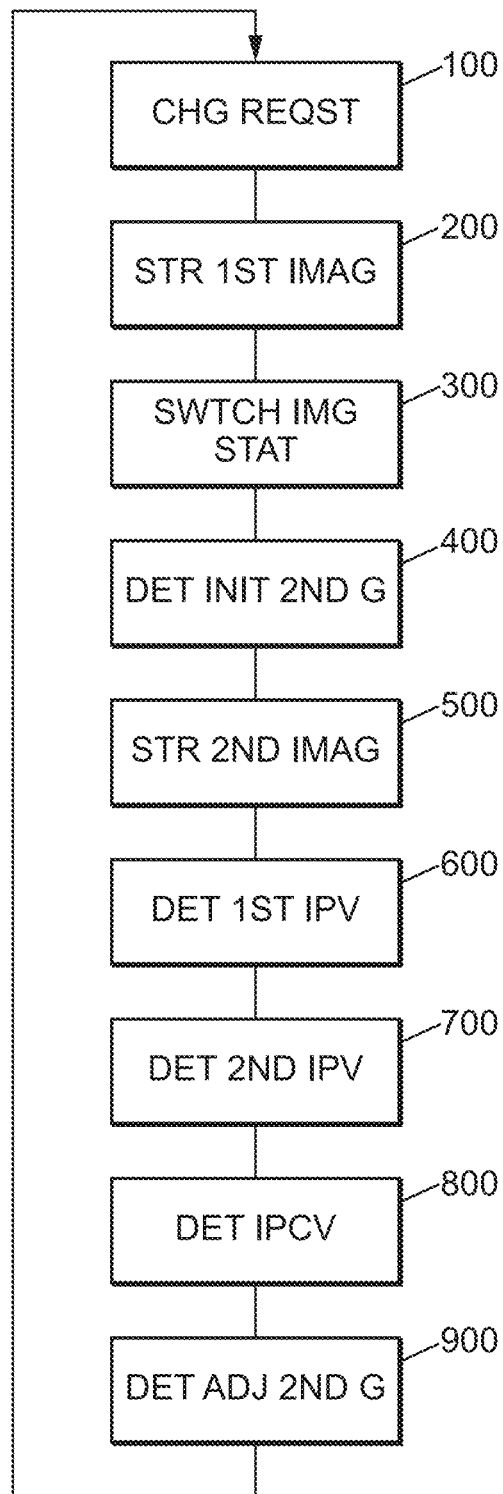 100
CHG REQST
200
STR 1ST IMAG
300
SWTCH IMG
STAT
400
DET INIT 2ND G
500
STR 2ND IMAG
600
DET 1ST IPV
700
DET 2ND IPV
800
DET IPCV
900
DET ADJ 2ND G